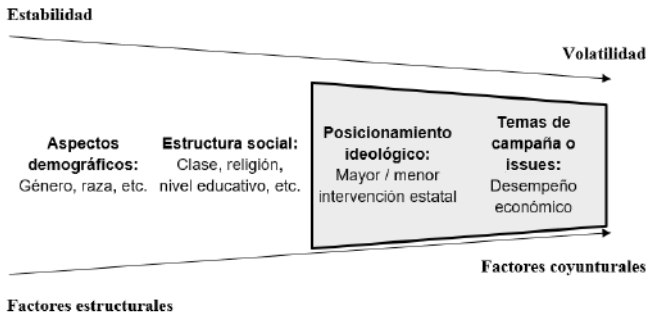 Estabilidad
Volatilidad
Aspectos
demográficos:
Género, raza, etc.
Estructura social:
Clase, religión,
nivel educativo, etc.
Posicionamiento
ideológico:
Mayor / menor
intervención estatal
Temas de
campaña o
issues:
Desempeño
económico
Factores coyunturales
Factores estructurales